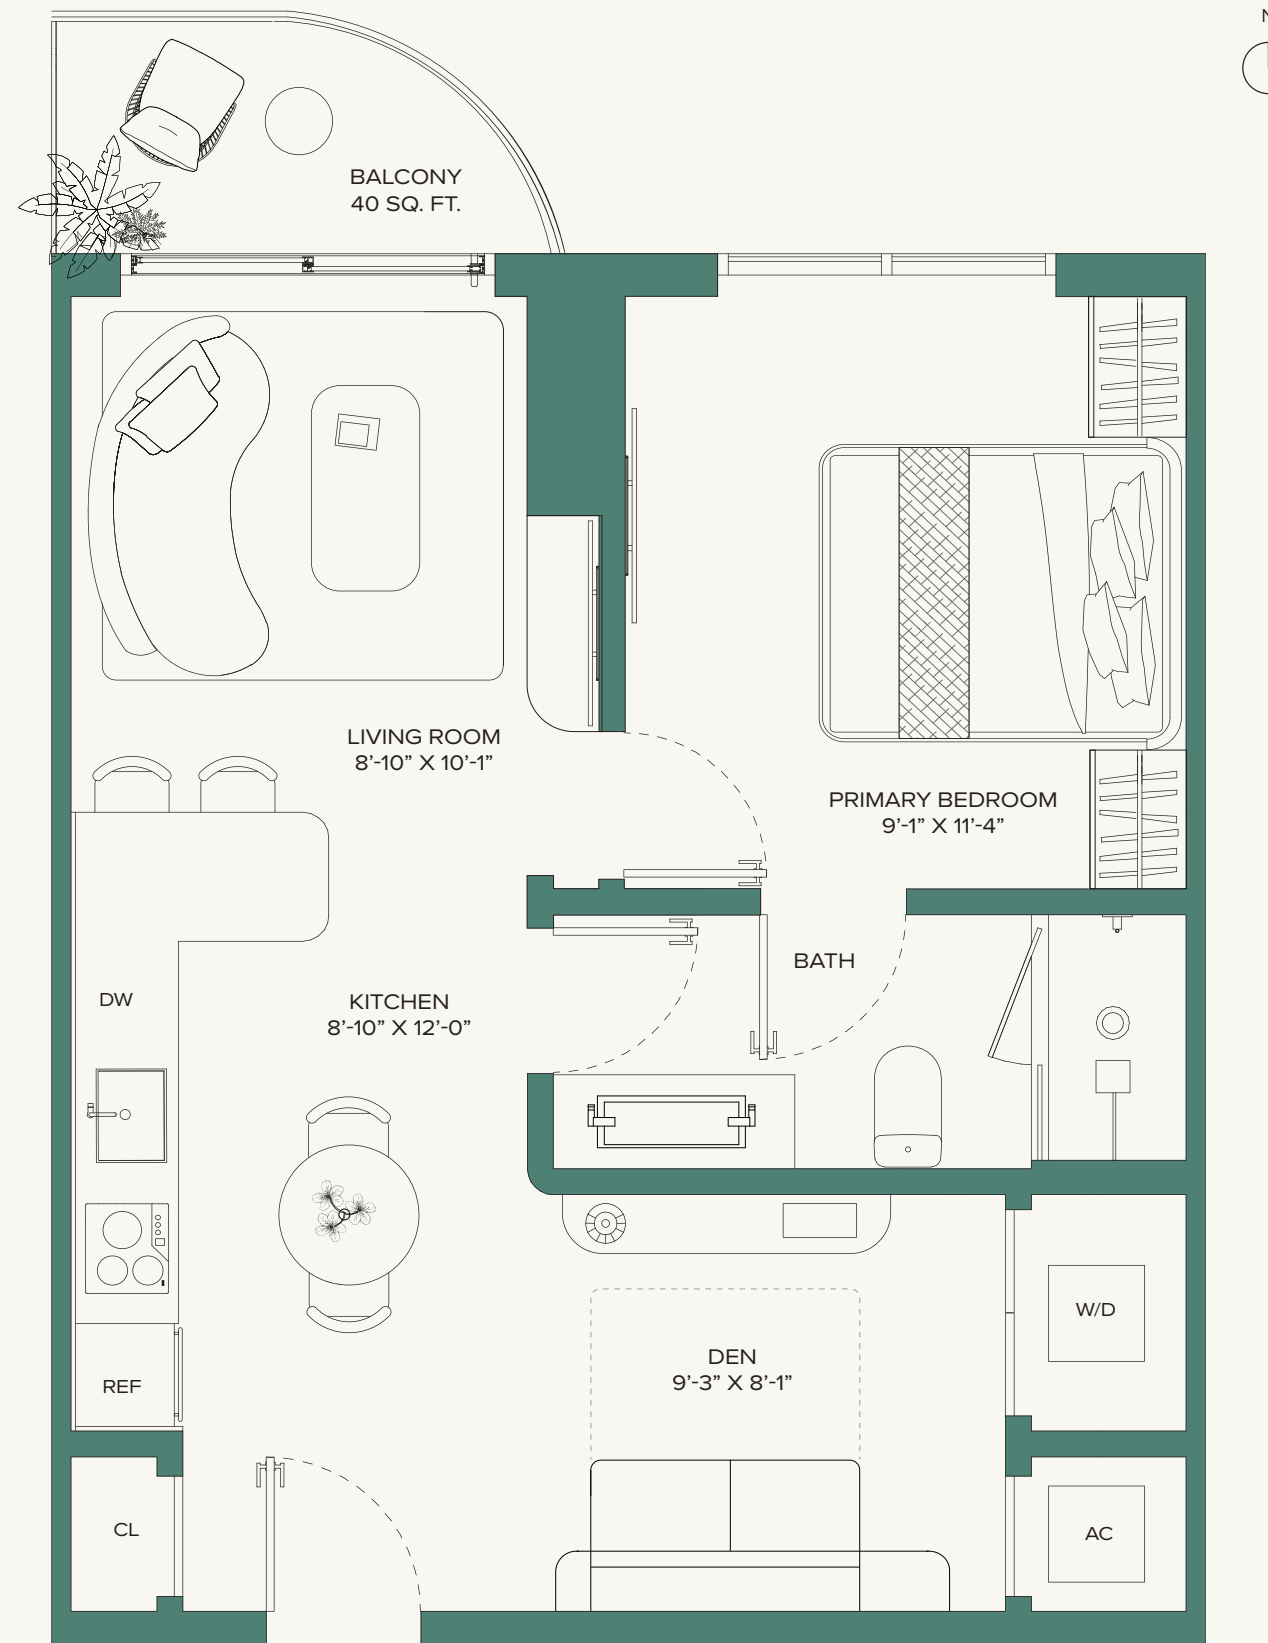 N
BALCONY
40 SQ. FT.
LIVING ROOM
8’-10” X 10’-1”
PRIMARY BEDROOM
9’-1” X 11’-4”
BATH
DW
KITCHEN
8’-10” X 12’-0”
W/D
DEN
9’-3” X 8’-1”
REF
CL
AC